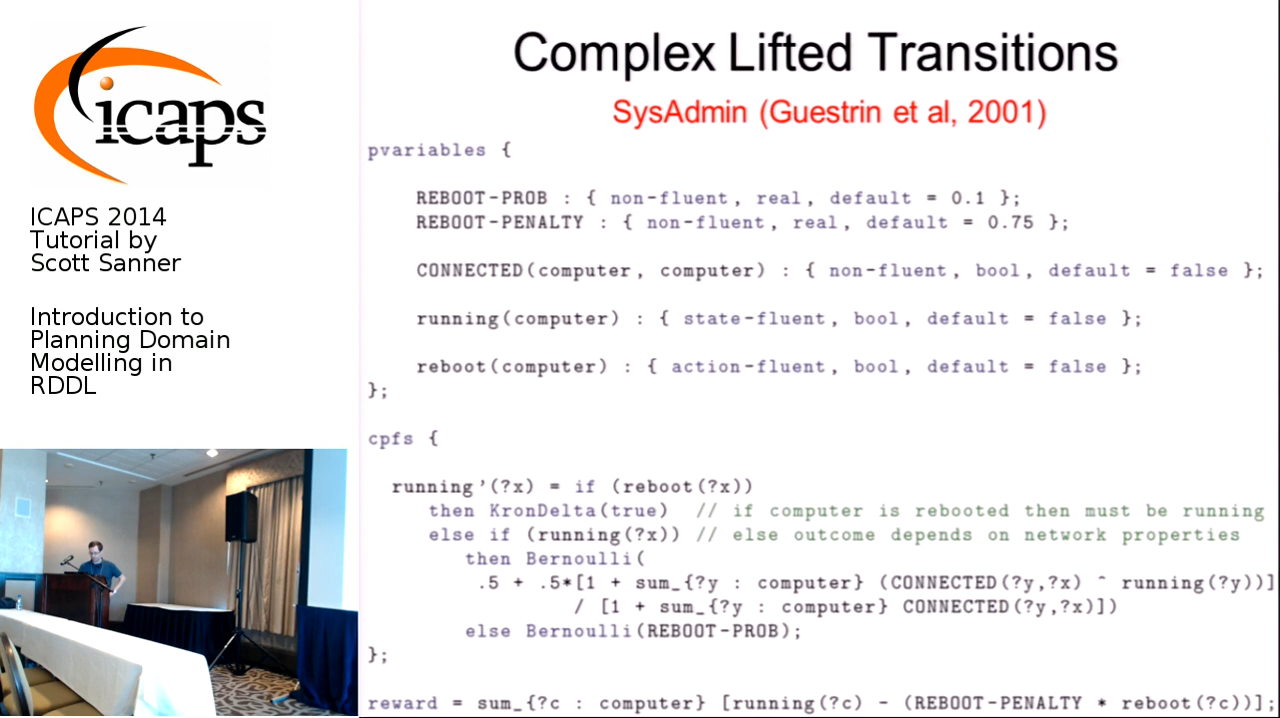 icaps
ICAPS 2014
Tutorial by
Scott Sanner
Introduction to
Planning Domain
Modelling in
RDDL
Complex Lifted Transitions
SysAdmin (Guestrin et al, 2001)
pvariables {
REBOOT-PROB : { non-fluent, real, default = 0.1 };
REBOOT-PENALTY : { non-fluent, real, default = 0.75 };
CONNECTED(computer, computer) : { non-fluent, bool, default = false };
running(computer) : { state-fluent, bool, default = false };
reboot(computer) : { action-fluent, bool, default = false };
};
cpfs {
running'(?x) = if (reboot(?x))
then KronDelta(true) // if computer is rebooted then must be running
else if (running(?x)) // else outcome depends on network properties
then Bernoulli(
.5 + .5*[1 + sum_{?y : computer} (CONNECTED(?y,?x) ^ running(?y))]
/ [1 + sum_{?y : computer} CONNECTED(?y,?x)])
else Bernoulli(REBOOT-PROB);
};
reward = sum_{?c : computer} [running(?c) - (REBOOT-PENALTY * reboot(?c))];